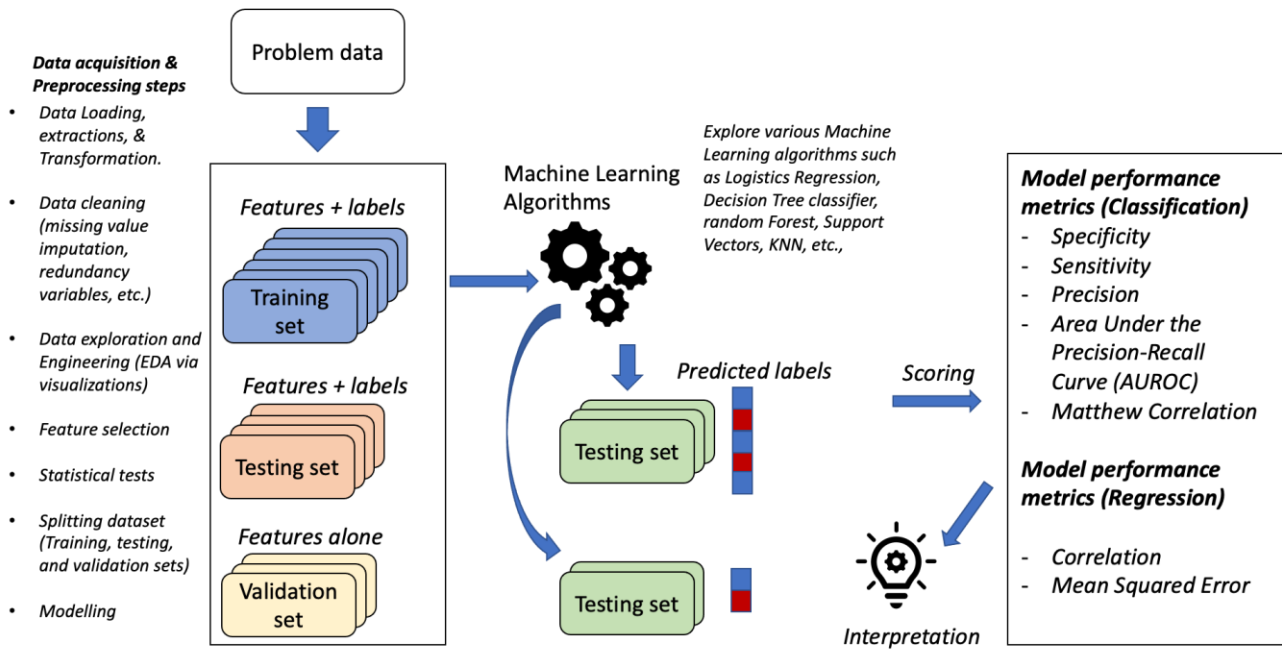 Problem data
Data acquisition &
Preprocessing steps
• Data Loading,
extractions, &
Transformation.
• Data cleaning
(missing value
imputation,
redundancy
variables, etc.)
• Data exploration and
Engineering (EDA via
visualizations)
• Feature selection
• Statistical tests
• Splitting dataset
(Training, testing,
and validation sets)
• Modelling
Features + labels
Training
set
Features + labels
Testing set
Features alone
Validation
set
Machine Learning
Algorithms
Explore various Machine
Learning algorithms such
as Logistics Regression,
Decision Tree classifier,
random Forest, Support
Vectors, KNN, etc.,
Predicted labels
Testing set
Testing set
Scoring
Interpretation
Model performance
metrics (Classification)
- Specificity
- Sensitivity
- Precision
- Area Under the
Precision-Recall
Curve (AUROC)
- Matthew Correlation
Model performance
metrics (Regression)
- Correlation
- Mean Squared Error